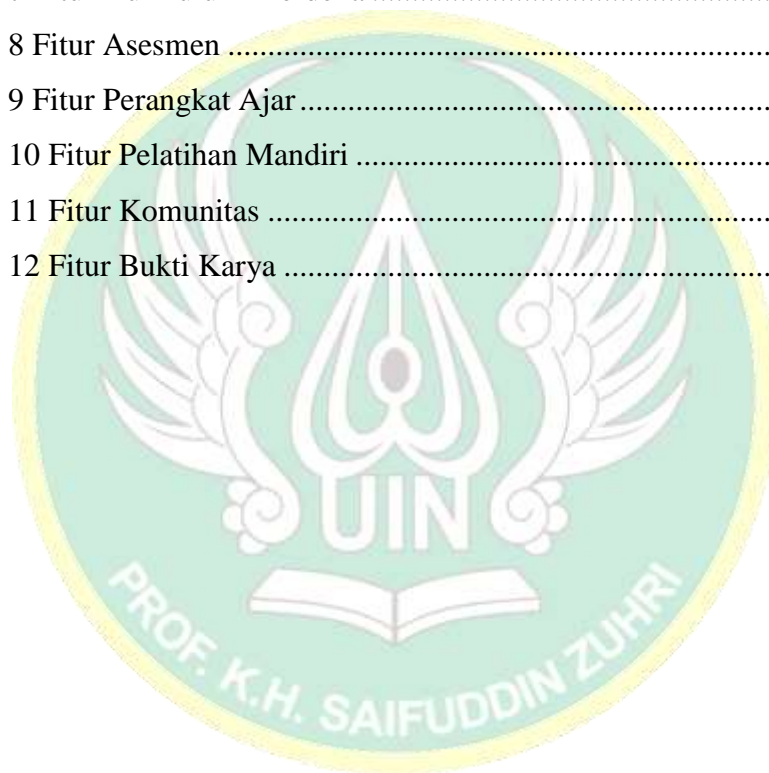 8 Fitur Asesmen ....................................................................
9 Fitur Perangkat Ajar ...........................................................
10 Fitur Pelatihan Mandiri ....................................................
11 Fitur Komunitas ...............................................................
12 Fitur Bukti Karya .............................................................
UIN
PROF. K.H. SAIFUDDIN ZUHRI